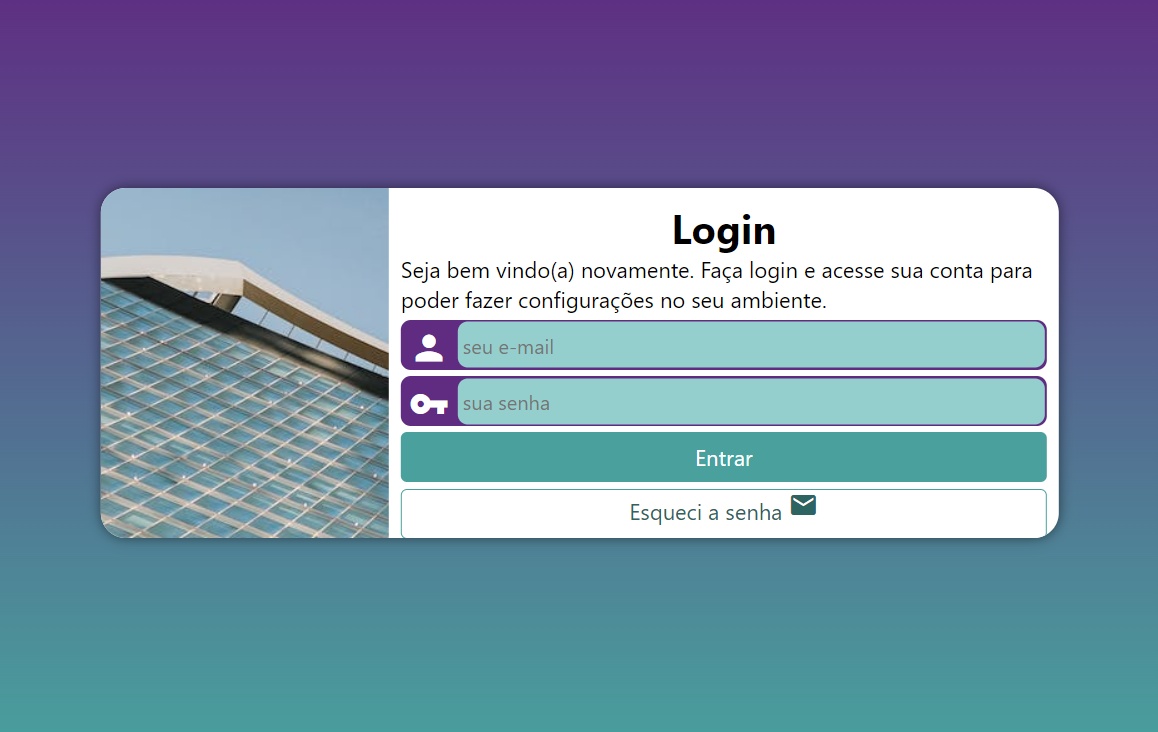 Login
Seja bem vindo(a) novamente. Faça login e acesse sua conta para
poder fazer configurações no seu ambiente.
seu e-mail
sua senha
Entrar
Esqueci a senha